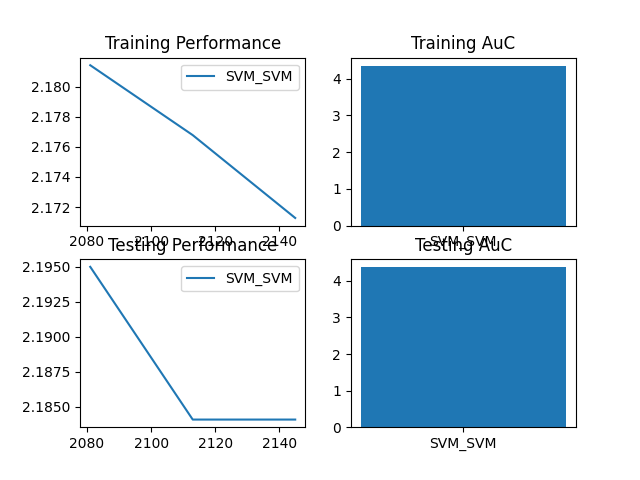 Training Performance
2.180
2.178
2.176
2.174
2.172
SVM_SVM
2080 2100 2120 2140
Training AuC
4
3
2
1
0
SVM_SVM
Testing Performance
2.1950
2.1925
2.1900
2.1875
2.1850
SVM_SVM
2080 2100 2120 2140
Testing AuC
4
3
2
1
0
SVM_SVM